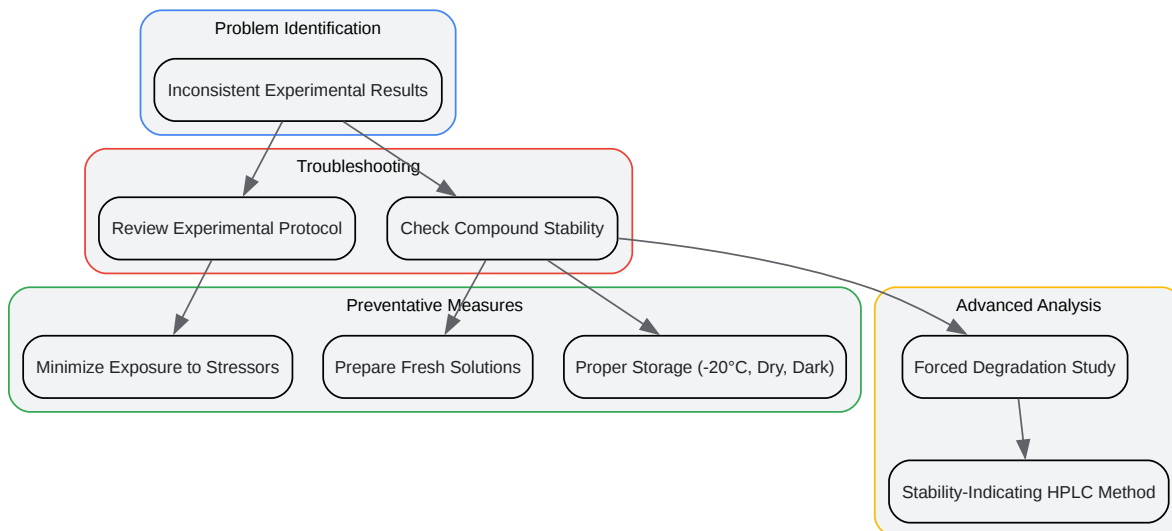 Problem Identification
Inconsistent Experimental Results
Troubleshooting
Review Experimental Protocol
Check Compound Stability
Preventative Measures
Minimize Exposure to Stressors
Prepare Fresh Solutions
Proper Storage (-20°C, Dry, Dark)
Advanced Analysis
Forced Degradation Study
Stability-Indicating HPLC Method